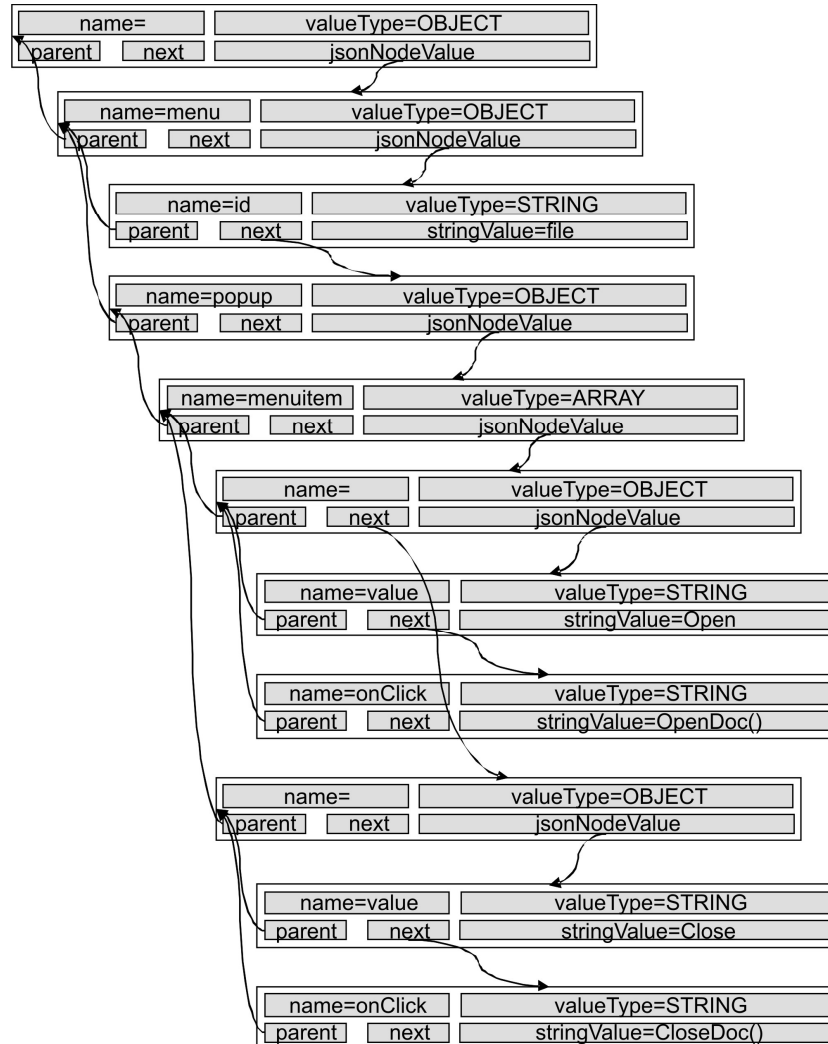 name= valueType=OBJECT
parent next jsonNodeValue
name=menu valueType=OBJECT
parent next jsonNodeValue
name=id valueType=STRING
parent next stringValue=file
name=popup valueType=OBJECT
parent next jsonNodeValue
name=menuitem valueType=ARRAY
parent next jsonNodeValue
name= valueType=OBJECT
parent next jsonNodeValue
name=value valueType=STRING
parent next stringValue=Open
name=onClick valueType=STRING
parent next stringValue=OpenDoc()
name= valueType=OBJECT
parent next jsonNodeValue
name=value valueType=STRING
parent next stringValue=Close
name=onClick valueType=STRING
parent next stringValue=CloseDoc()